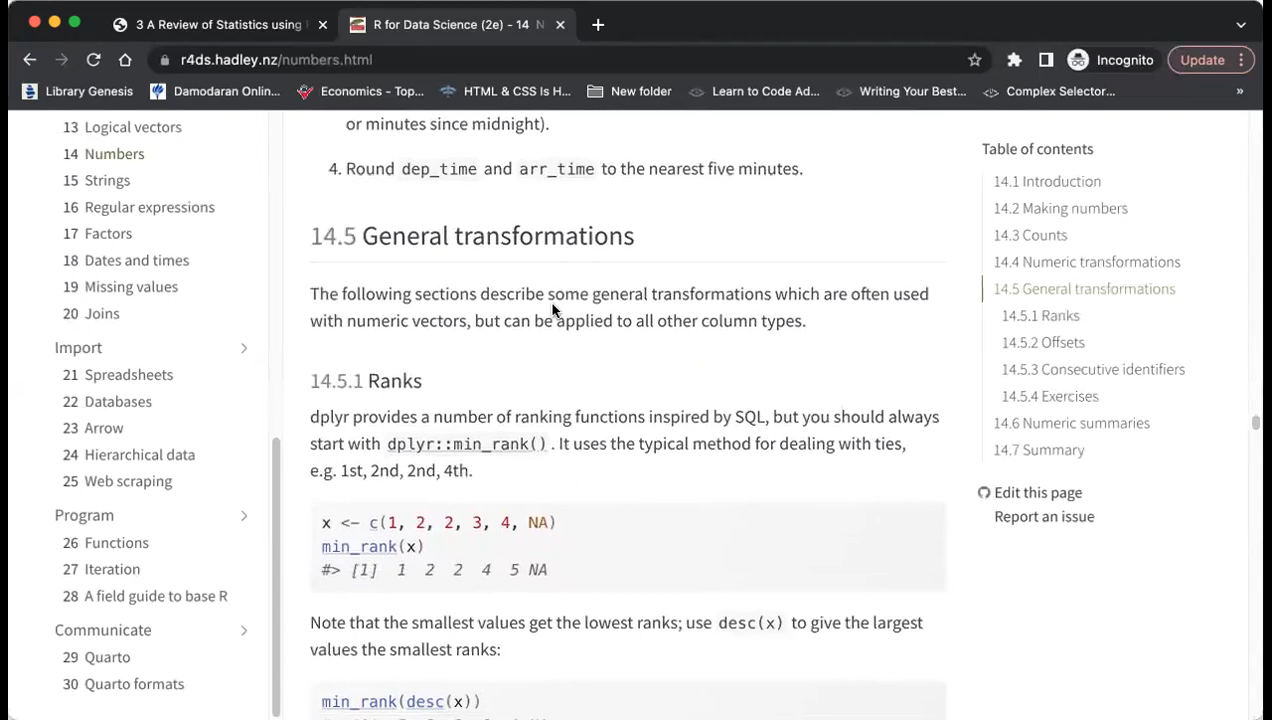 3 A Review of Statistics using
R for Data Science (2e) - 14 N
r4ds.hadley.nz/numbers.html
Incognito
Update
Library Genesis
Damodaran Onlin...
Economics - Top...
HTML & CSS Is H...
New folder
Learn to Code Ad...
Writing Your Best...
Complex Selector...
»
13 Logical vectors
14 Numbers
15 Strings
16 Regular expressions
17 Factors
18 Dates and times
19 Missing values
20 Joins
Import
21 Spreadsheets
22 Databases
23 Arrow
24 Hierarchical data
25 Web scraping
Program
26 Functions
27 Iteration
28 A field guide to base R
Communicate
29 Quarto
30 Quarto formats
or minutes since midnight).
4. Round dep_time and arr_time to the nearest five minutes.
14.5 General transformations
The following sections describe some general transformations which are often used
with numeric vectors, but can be applied to all other column types.
14.5.1 Ranks
dplyr provides a number of ranking functions inspired by SQL, but you should always
start with dplyr::min_rank(). It uses the typical method for dealing with ties,
e.g. 1st, 2nd, 2nd, 4th.
x <- c(1, 2, 2, 3, 4, NA)
min_rank(x)
#> [1]  1  2  2  4  5 NA
Note that the smallest values get the lowest ranks; use desc(x) to give the largest
values the smallest ranks:
min_rank(desc(x))
Table of contents
14.1 Introduction
14.2 Making numbers
14.3 Counts
14.4 Numeric transformations
14.5 General transformations
14.5.1 Ranks
14.5.2 Offsets
14.5.3 Consecutive identifiers
14.5.4 Exercises
14.6 Numeric summaries
14.7 Summary
Edit this page
Report an issue